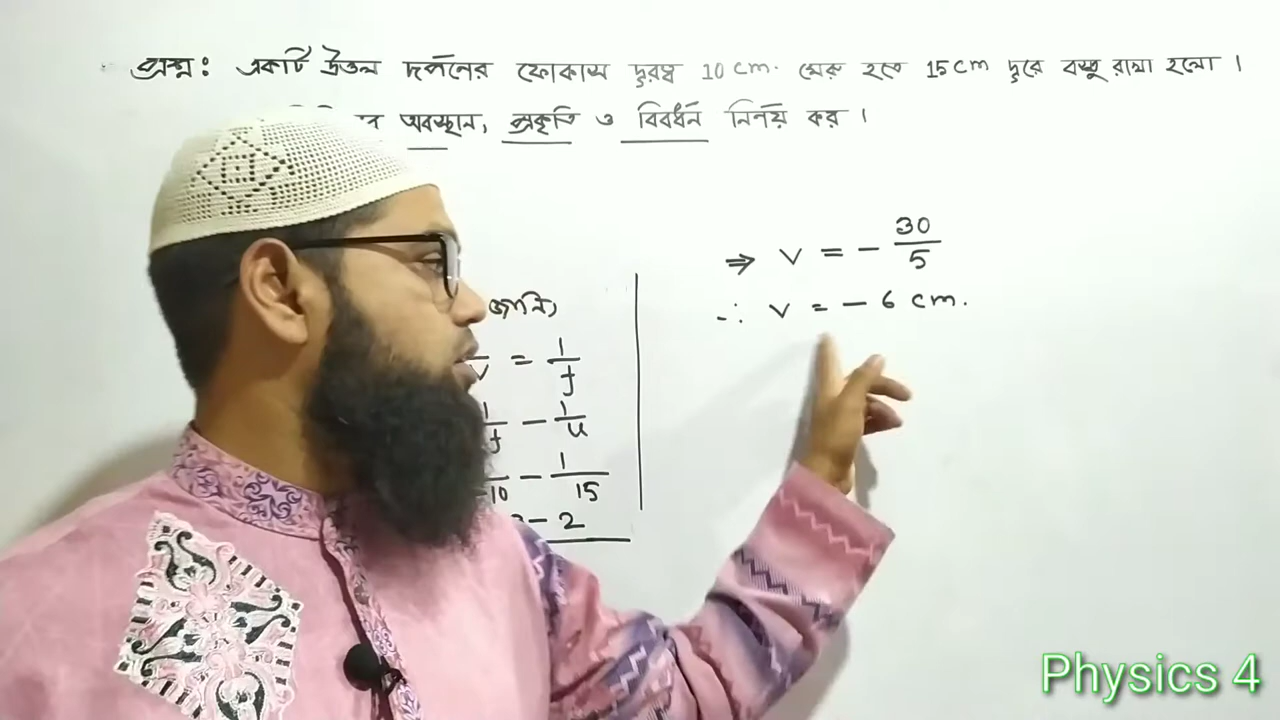 প্রশ্ন: একটি উত্তল দর্পনের ফোকাস দূরত্ব 10 cm. মেরু হতে 15 cm দূরে বস্তু রাখা হলো।
অবস্থান, প্রকৃতি ও বিবর্ধন নির্ণয় কর।
জানি,
v = 1/f
1/f - 1/u
-10 - 1/15
- 2
⇒ v = - 30/5
∴ v = - 6 cm.
Physics 4